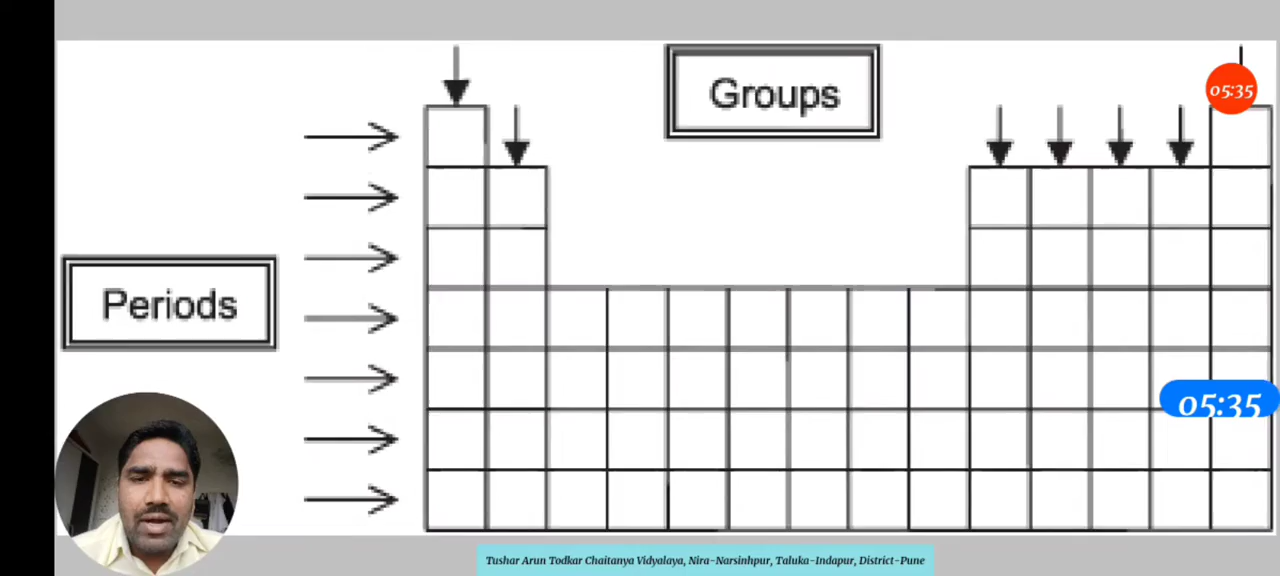 Groups
05:35
Periods
05:35
Tushar Arun Todkar Chaitanya Vidyalaya, Nira-Narsinhpur, Taluka-Indapur, District-Pune